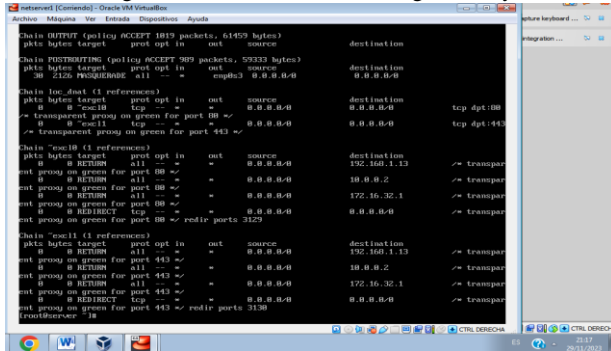 netserver1 [Corriendo] - Oracle VM VirtualBox
Archivo Máquina Ver Entrada Dispositivos Ayuda
apture keyboard ...
integration ...
Chain OUTPUT (policy ACCEPT 1019 packets, 61459 bytes)
pkts bytes target prot opt in out source destination
Chain POSTROUTING (policy ACCEPT 989 packets, 59333 bytes)
pkts bytes target prot opt in out source destination
30 2126 MASQUERADE all -- * enp0s3 0.0.0.0/0 0.0.0.0/0
Chain loc_dnat (1 references)
pkts bytes target prot opt in out source destination
0 0 ~excl0 tcp -- * * 0.0.0.0/0 0.0.0.0/0 tcp dpt:80
/* transparent proxy on green for port 80 */
0 0 ~excl1 tcp -- * * 0.0.0.0/0 0.0.0.0/0 tcp dpt:443
/* transparent proxy on green for port 443 */
Chain ~excl0 (1 references)
pkts bytes target prot opt in out source destination
0 0 RETURN all -- * * 0.0.0.0/0 192.168.1.13 /* transpar
ent proxy on green for port 80 */
0 0 RETURN all -- * * 0.0.0.0/0 10.0.0.2 /* transpar
ent proxy on green for port 80 */
0 0 RETURN all -- * * 0.0.0.0/0 172.16.32.1 /* transpar
ent proxy on green for port 80 */
0 0 REDIRECT tcp -- * * 0.0.0.0/0 0.0.0.0/0 /* transpar
ent proxy on green for port 80 */ redir ports 3129
Chain ~excl1 (1 references)
pkts bytes target prot opt in out source destination
0 0 RETURN all -- * * 0.0.0.0/0 192.168.1.13 /* transpar
ent proxy on green for port 443 */
0 0 RETURN all -- * * 0.0.0.0/0 10.0.0.2 /* transpar
ent proxy on green for port 443 */
0 0 RETURN all -- * * 0.0.0.0/0 172.16.32.1 /* transpar
ent proxy on green for port 443 */
0 0 REDIRECT tcp -- * * 0.0.0.0/0 0.0.0.0/0 /* transpar
ent proxy on green for port 443 */ redir ports 3130
[root@server ~]#
CTRL DERECHA
CTRL DERECH
ES
21:17
29/11/2023